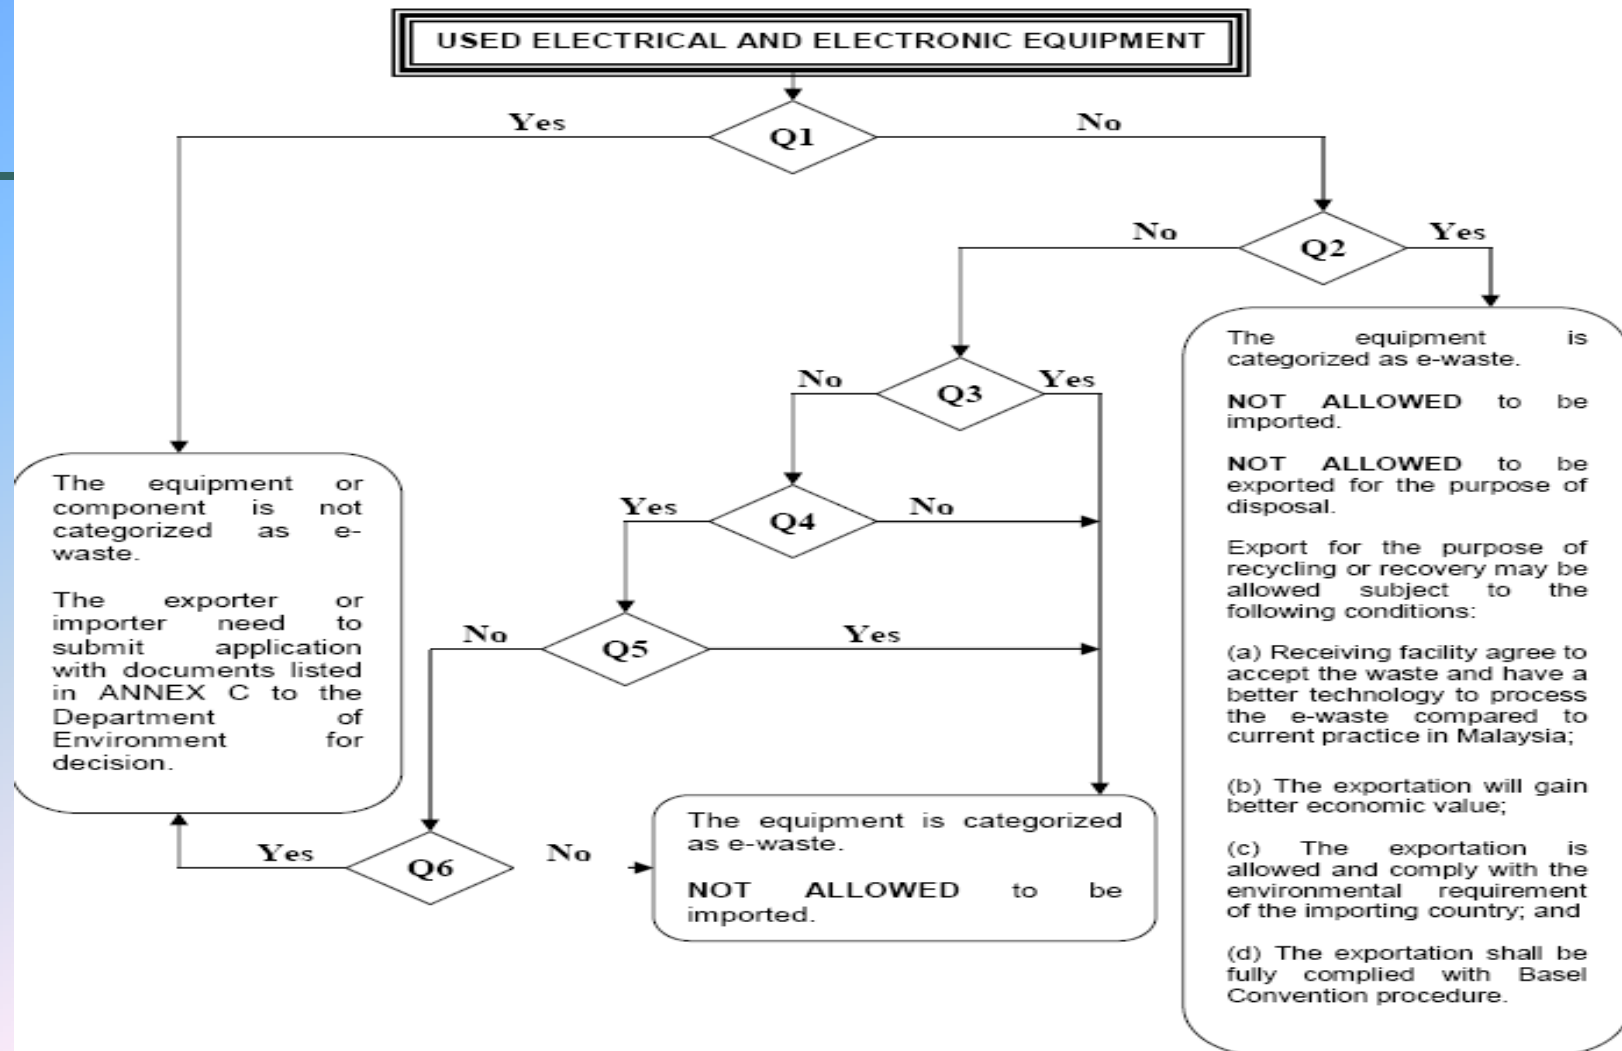 USED ELECTRICAL AND ELECTRONIC EQUIPMENT
Yes
Q1
No
No
Q2
Yes
No
Q3
Yes
Yes
Q4
No
No
Q5
Yes
Yes
Q6
No
The equipment or
component is not
categorized as e-
waste.
The exporter or
importer need to
submit application
with documents listed
in ANNEX C to the
Department of
Environment for
decision.
The equipment is categorized
as e-waste.
NOT ALLOWED to be
imported.
The equipment is
categorized as e-waste.
NOT ALLOWED to be
imported.
NOT ALLOWED to be
exported for the purpose of
disposal.
Export for the purpose of
recycling or recovery may be
allowed subject to the
following conditions:
(a) Receiving facility agree to
accept the waste and have a
better technology to process
the e-waste compared to
current practice in Malaysia;
(b) The exportation will gain
better economic value;
(c) The exportation is
allowed and comply with the
environmental requirement
of the importing country; and
(d) The exportation shall be
fully complied with Basel
Convention procedure.